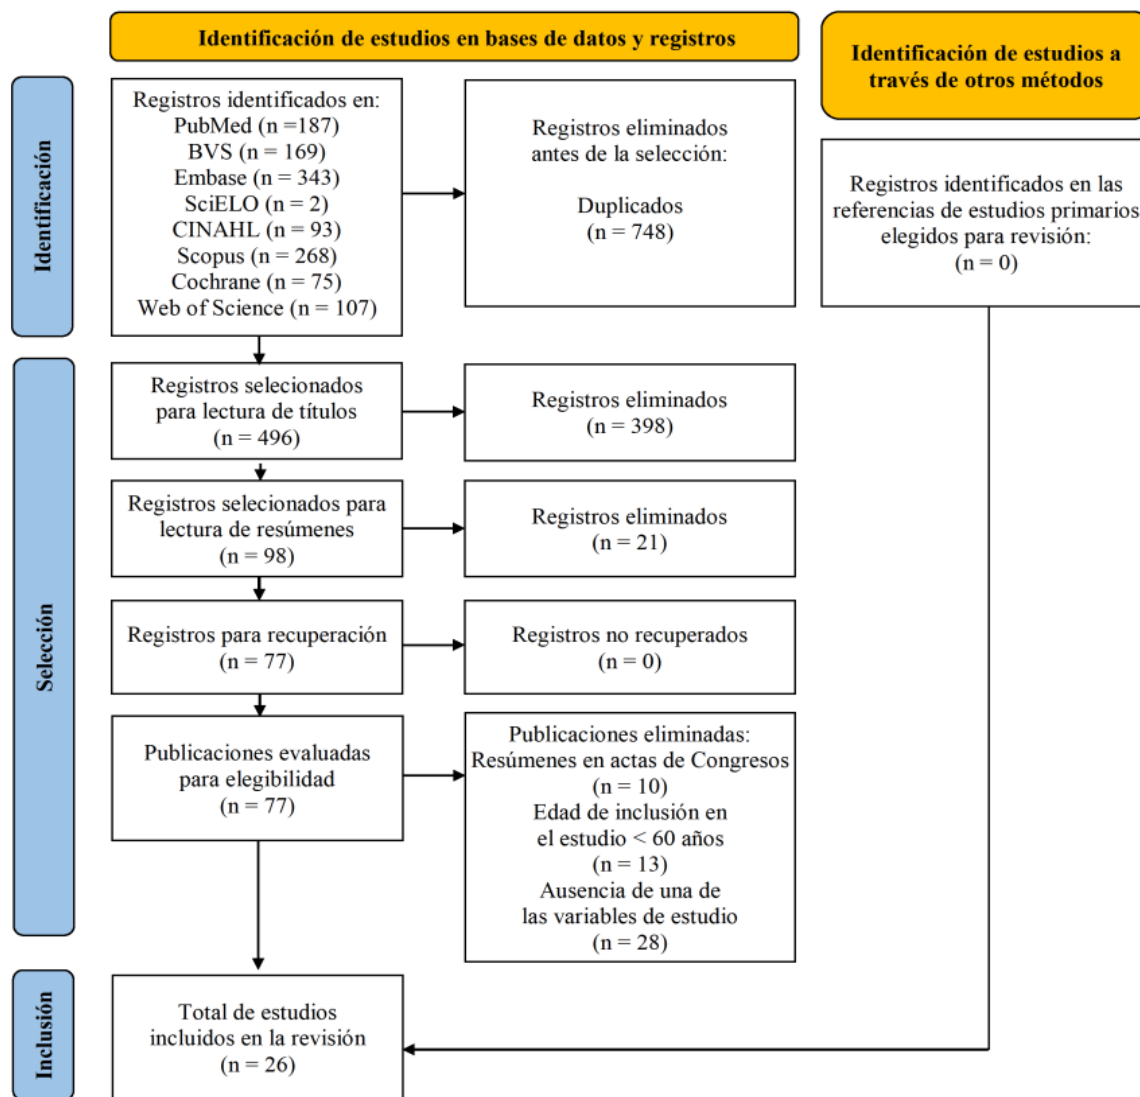 Identificación de estudios en bases de datos y registros
Identificación de estudios a
través de otros métodos
Identificación
Registros identificados en:
PubMed (n =187)
BVS (n = 169)
Embase (n = 343)
SciELO (n = 2)
CINAHL (n = 93)
Scopus (n = 268)
Cochrane (n = 75)
Web of Science (n = 107)
Registros eliminados
antes de la selección:
Duplicados
(n = 748)
Registros identificados en las
referencias de estudios primarios
elegidos para revisión:
(n = 0)
Selección
Registros selecionados
para lectura de títulos
(n = 496)
Registros eliminados
(n = 398)
Registros selecionados para
lectura de resúmenes
(n = 98)
Registros eliminados
(n = 21)
Registros para recuperación
(n = 77)
Registros no recuperados
(n = 0)
Publicaciones evaluadas
para elegibilidad
(n = 77)
Publicaciones eliminadas:
Resúmenes en actas de Congresos
(n = 10)
Edad de inclusión en
el estudio < 60 años
(n = 13)
Ausencia de una de
las variables de estudio
(n = 28)
Inclusión
Total de estudios
incluidos en la revisión
(n = 26)